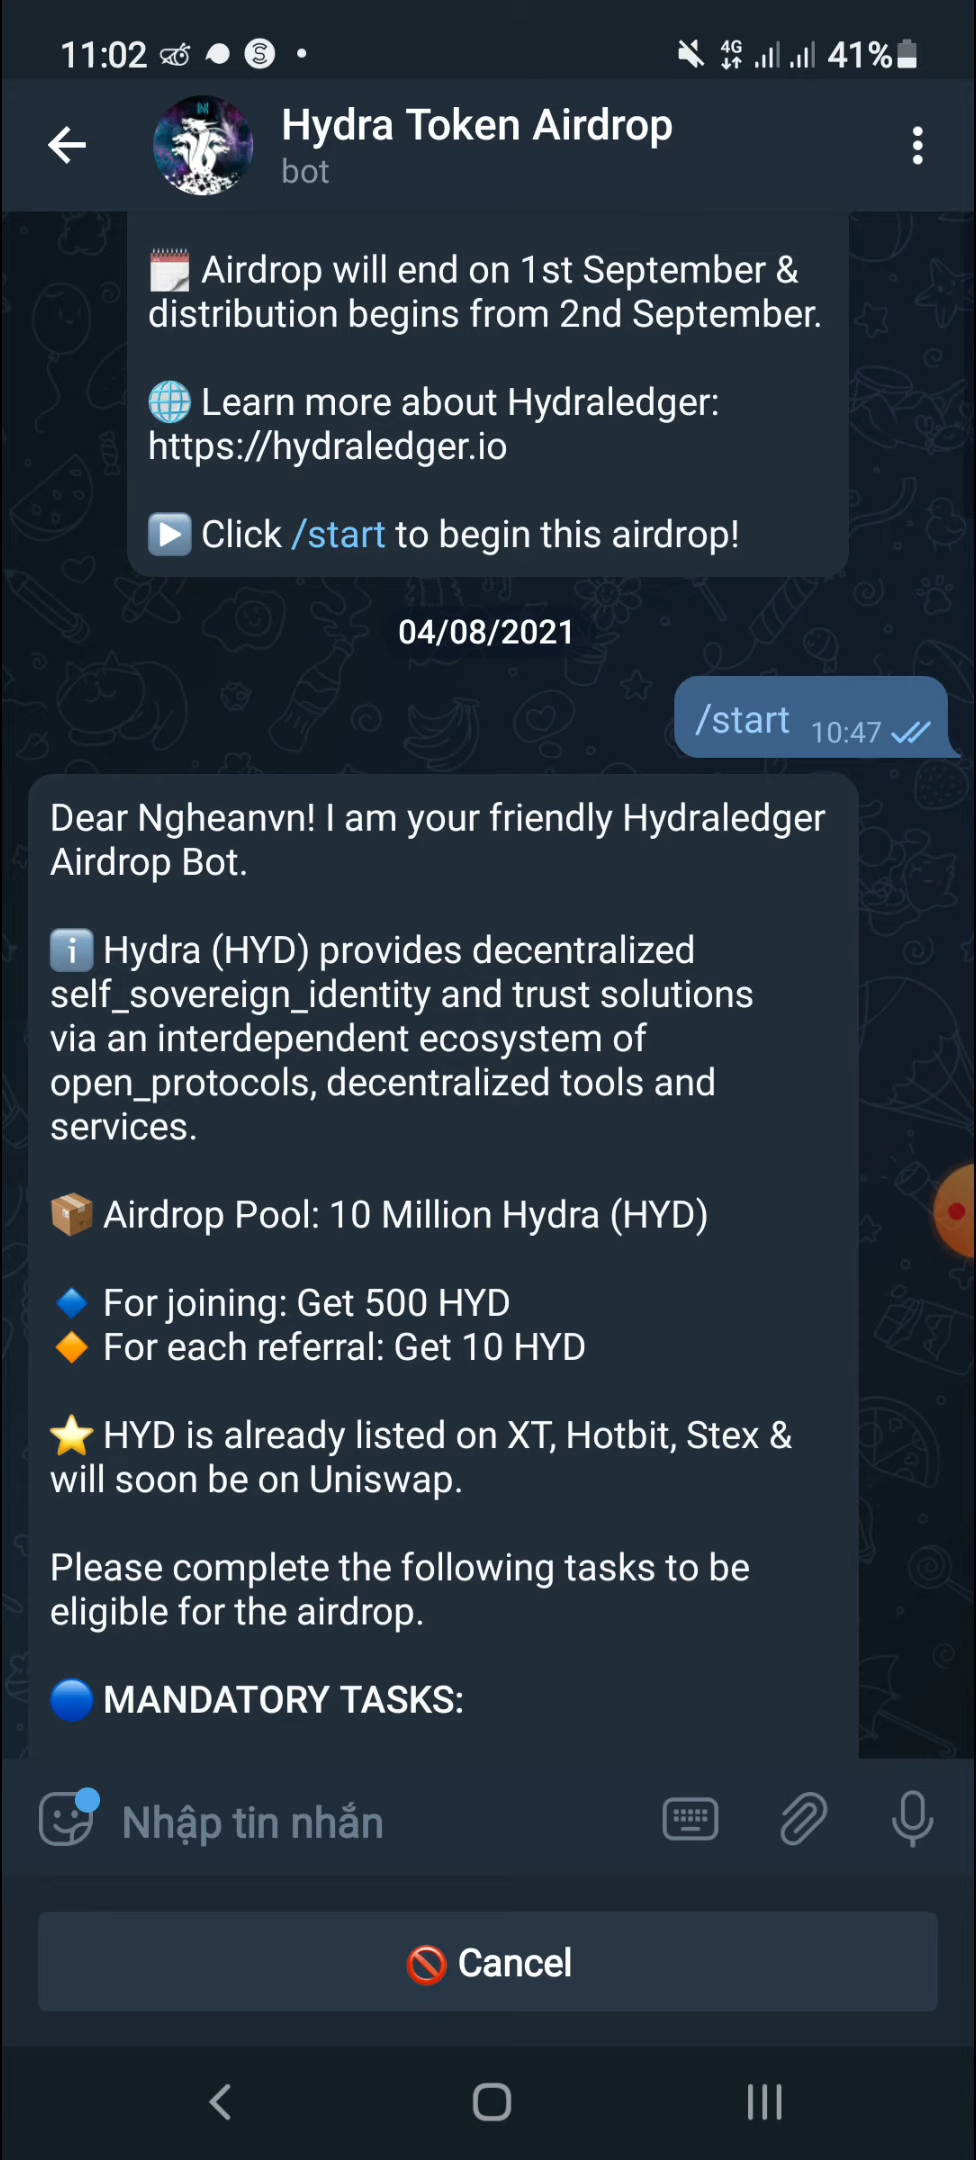 11:02
4G 41%
Hydra Token Airdrop
bot
Airdrop will end on 1st September &
distribution begins from 2nd September.
Learn more about Hydraledger:
https://hydraledger.io
Click /start to begin this airdrop!
04/08/2021
/start 10:47
Dear Ngheanvn! I am your friendly Hydraledger
Airdrop Bot.
Hydra (HYD) provides decentralized
self_sovereign_identity and trust solutions
via an interdependent ecosystem of
open_protocols, decentralized tools and
services.
Airdrop Pool: 10 Million Hydra (HYD)
For joining: Get 500 HYD
For each referral: Get 10 HYD
HYD is already listed on XT, Hotbit, Stex &
will soon be on Uniswap.
Please complete the following tasks to be
eligible for the airdrop.
MANDATORY TASKS:
Nhập tin nhắn
Cancel